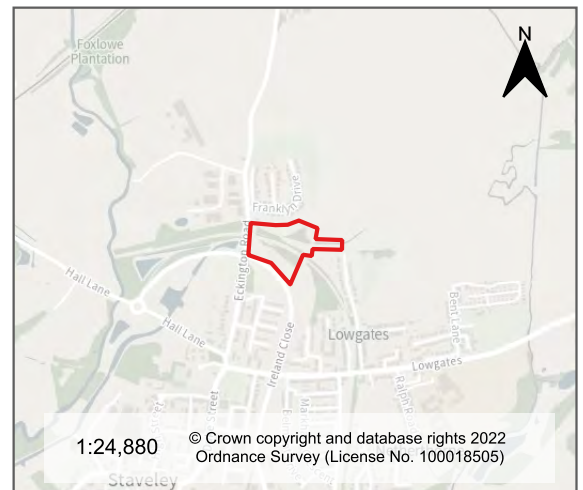 Foxlowe
Plantation
N
Franklyn Drive
Eckington Road
Hall Lane
Hall Lane
Ireland Close
Lowgates
Bent Lane
Lowgates
Ralph Road
Street
Street
1:24,880
© Crown copyright and database rights 2022
Ordnance Survey (License No. 100018505)
Staveley